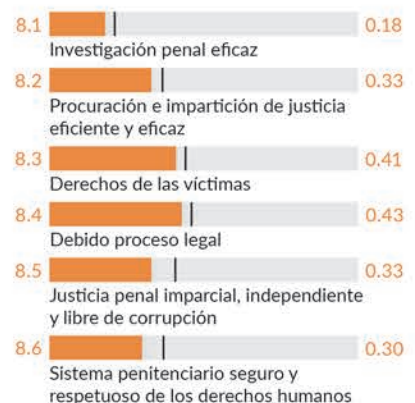 8.1 0.18
Investigación penal eficaz
8.2 0.33
Procuración e impartición de justicia
eficiente y eficaz
8.3 0.41
Derechos de las víctimas
8.4 0.43
Debido proceso legal
8.5 0.33
Justicia penal imparcial, independiente
y libre de corrupción
8.6 0.30
Sistema penitenciario seguro y
respetuoso de los derechos humanos